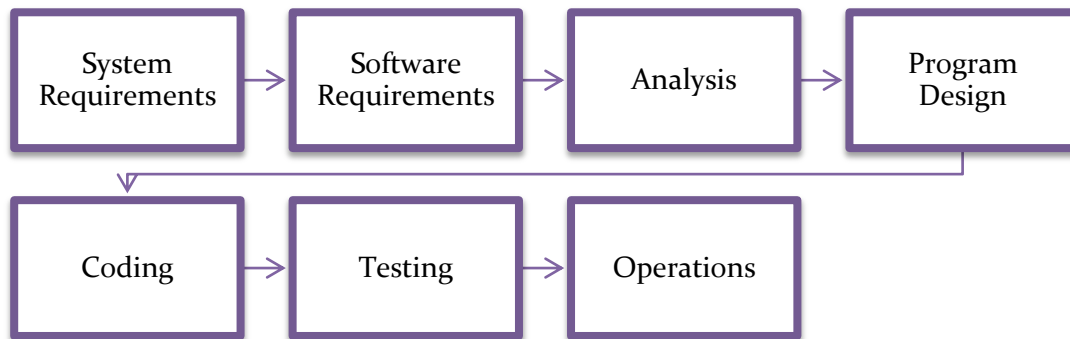 System
Requirements
Software
Requirements
Analysis
Program
Design
Coding
Testing
Operations